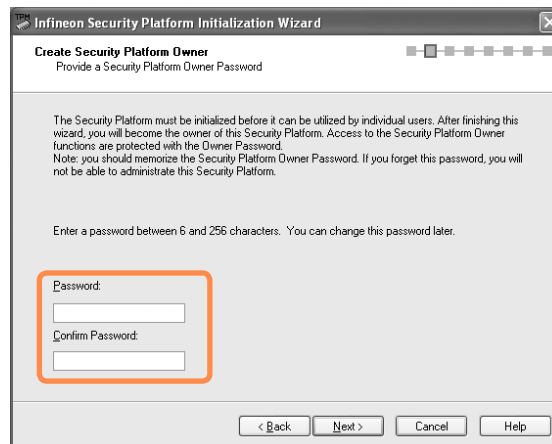 TPM
Infineon Security Platform Initialization Wizard
Create Security Platform Owner
Provide a Security Platform Owner Password
The Security Platform must be initialized before it can be utilized by individual users. After finishing this
wizard, you will become the owner of this Security Platform. Access to the Security Platform Owner
functions are protected with the Owner Password.
Note: you should memorize the Security Platform Owner Password. If you forget this password, you will
not be able to administrate this Security Platform.
Enter a password between 6 and 256 characters.  You can change this password later.
Password:
Confirm Password:
< Back Next > Cancel Help